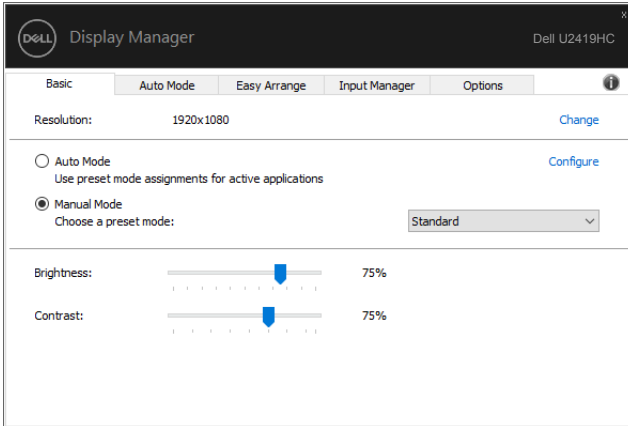 x
DELL Display Manager Dell U2419HC
Basic Auto Mode Easy Arrange Input Manager Options i
Resolution: 1920x1080 Change
Auto Mode Configure
Use preset mode assignments for active applications
Manual Mode
Choose a preset mode: Standard
Brightness: 75%
Contrast: 75%